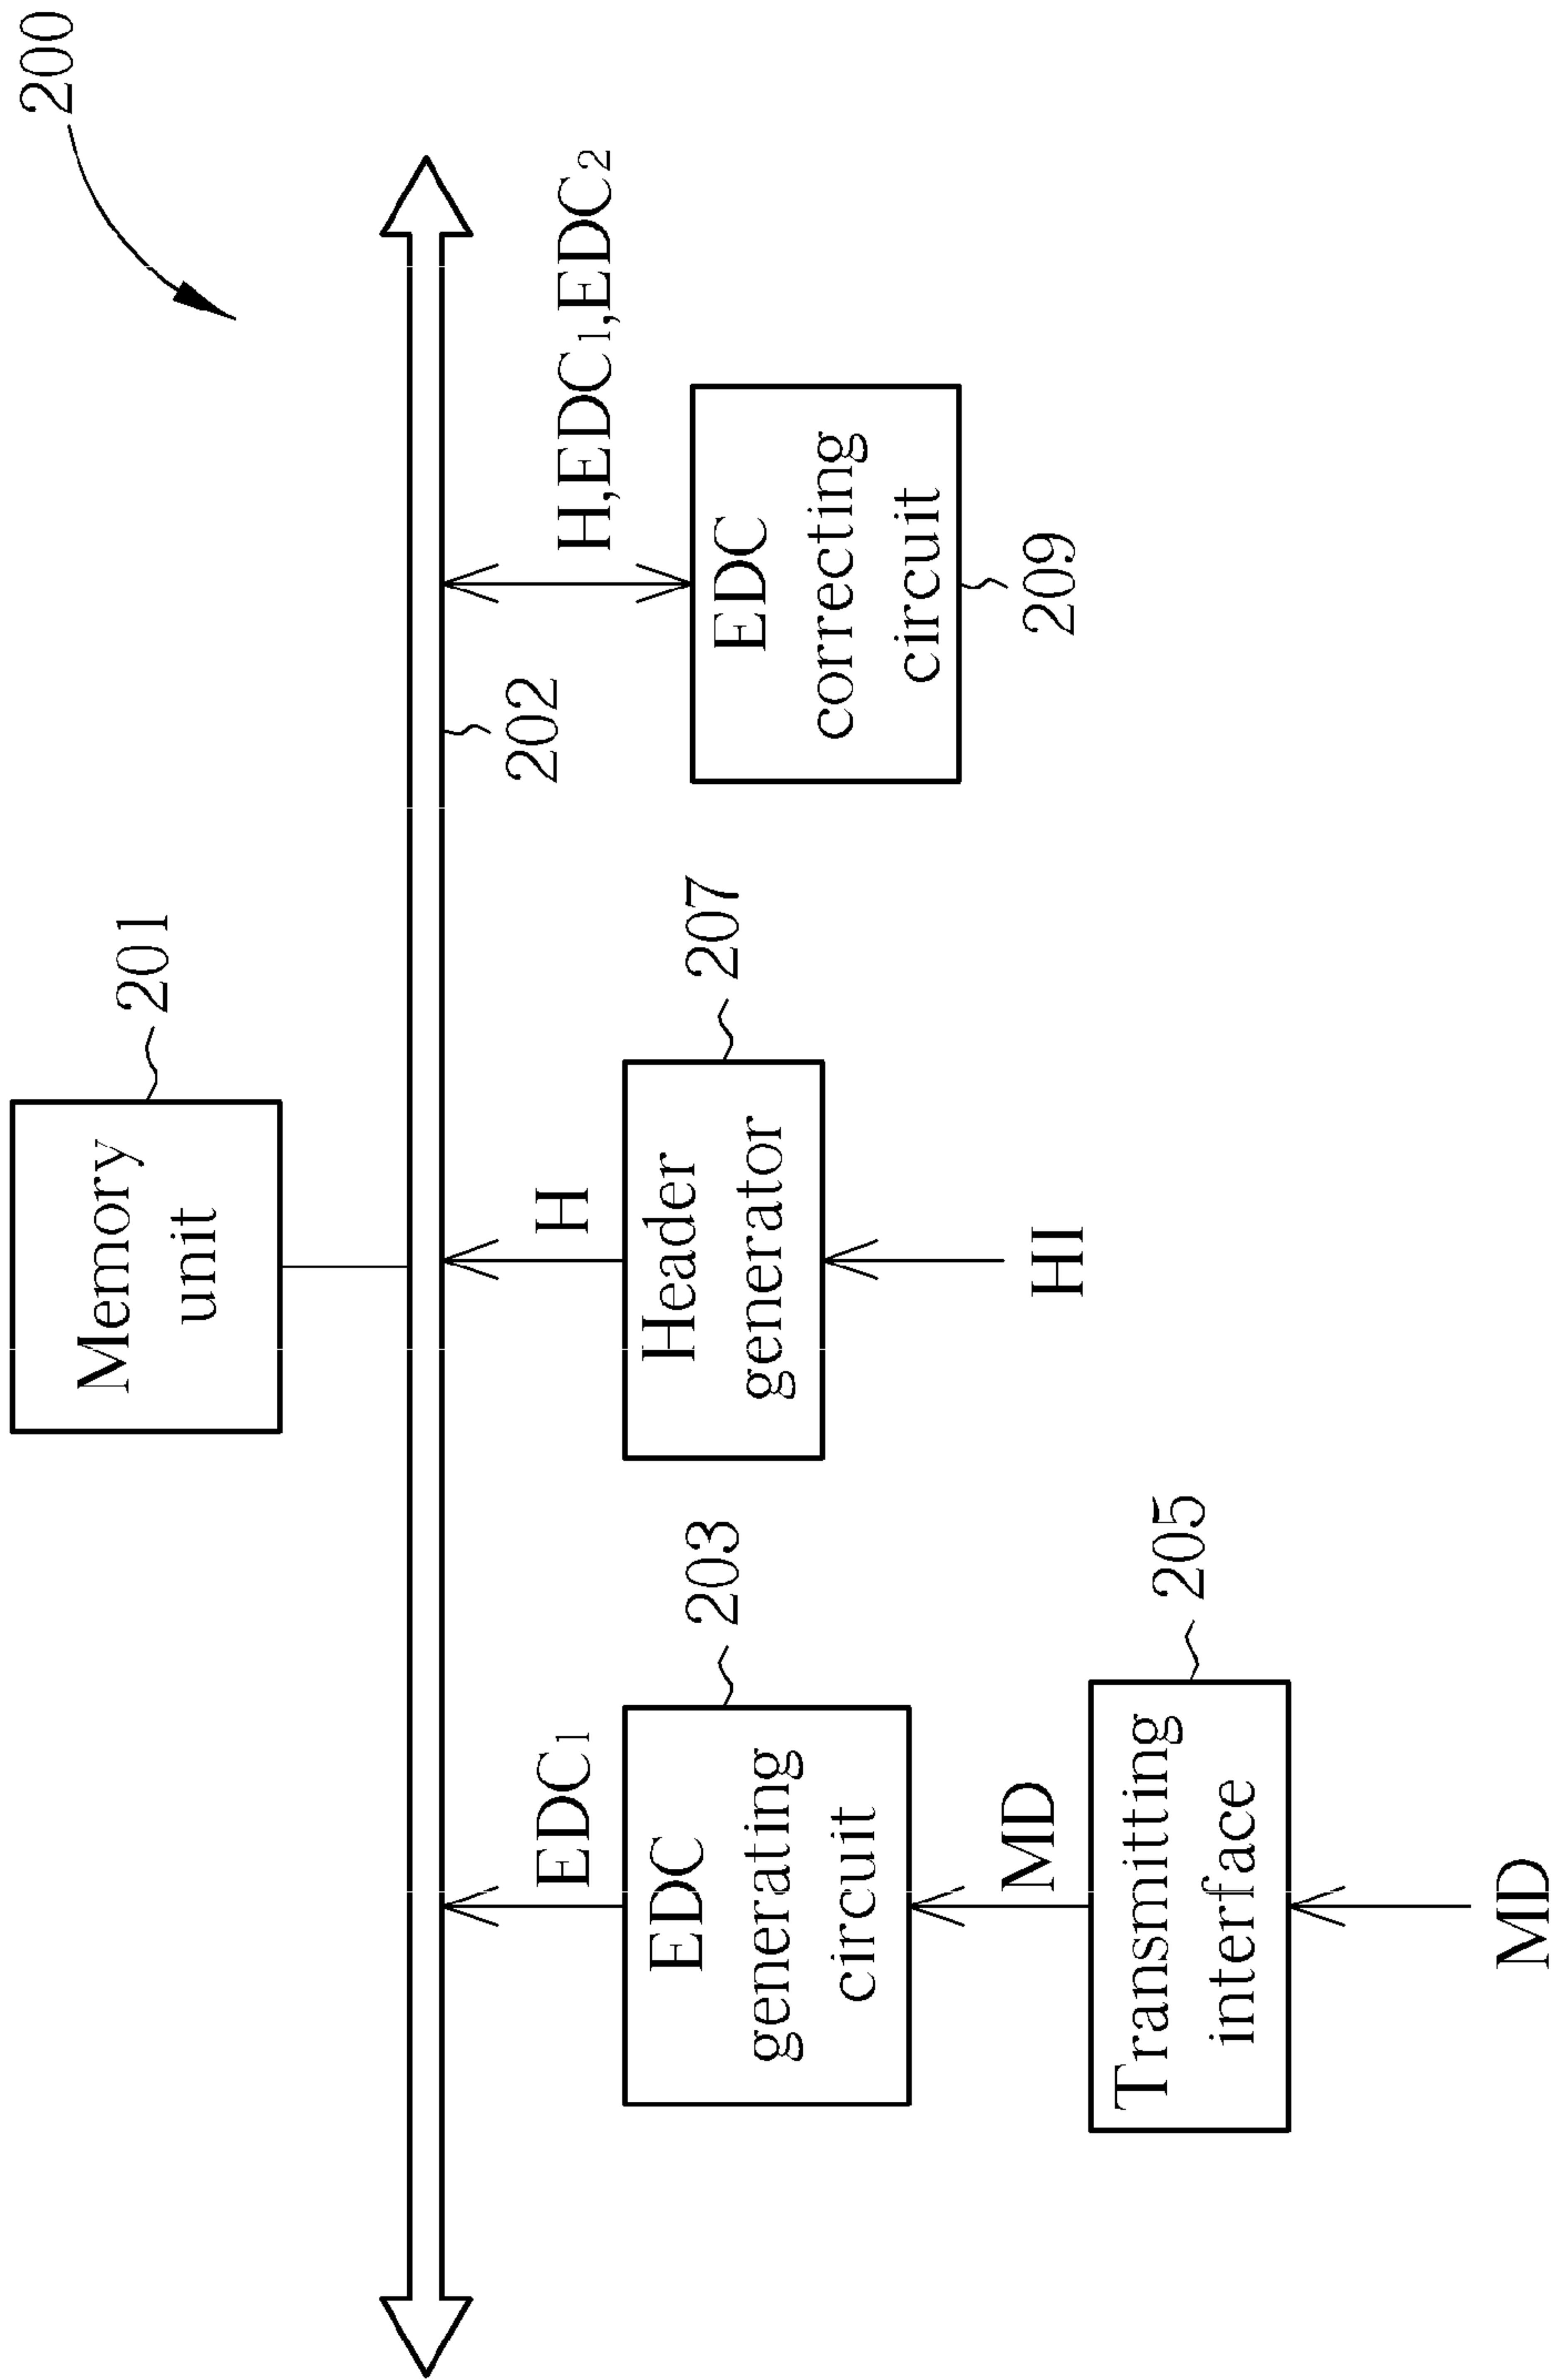 200
Memory
unit
201
202
EDC1
H
H,EDC1,EDC2
EDC
generating
circuit
203
Header
generator
207
EDC
correcting
circuit
209
MD
HI
Transmitting
interface
205
MD